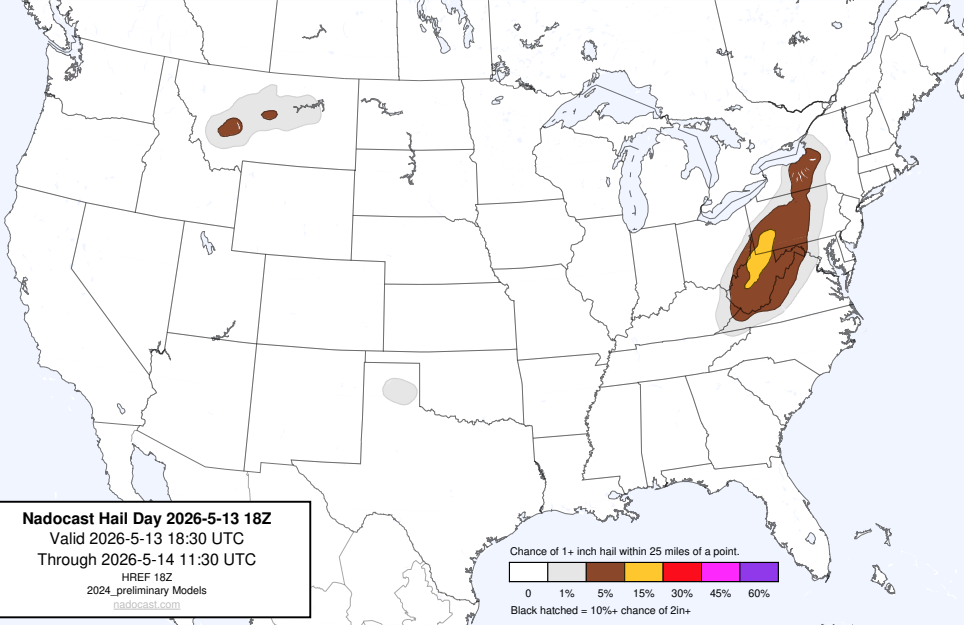 Nadocast Hail Day 2026-5-13 18Z
Valid 2026-5-13 18:30 UTC
Through 2026-5-14 11:30 UTC
HREF 18Z
2024_preliminary Models
nadocast.com
Chance of 1+ inch hail within 25 miles of a point.
0 1% 5% 15% 30% 45% 60%
Black hatched = 10%+ chance of 2in+